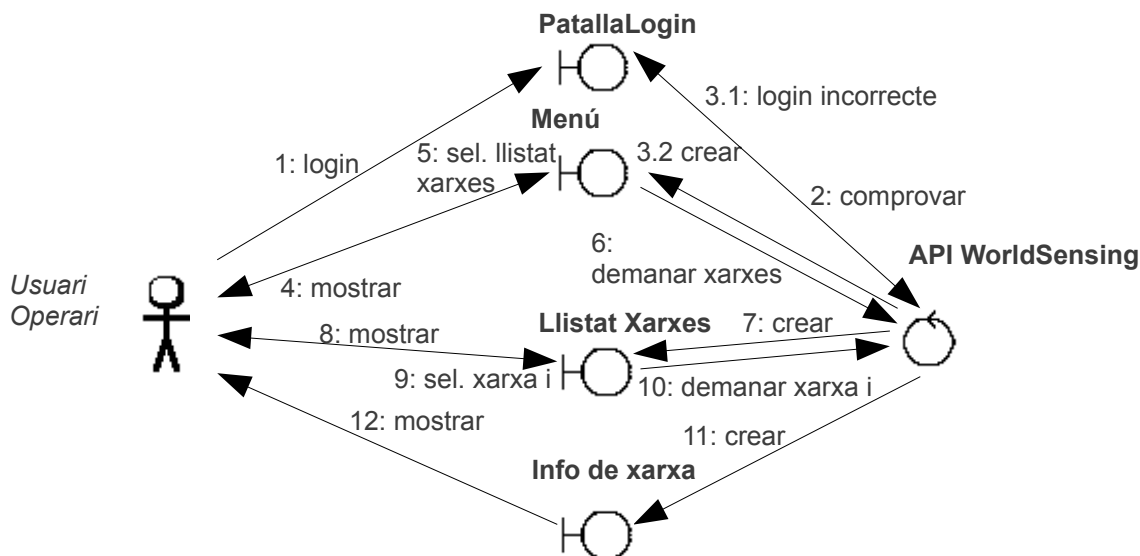 PatallaLogin
3.1: login incorrecte
Menú
1: login
5: sel. llistat
xarxes
3.2 crear
2: comprovar
6:
demanar xarxes
API WorldSensing
Usuari
Operari
4: mostrar
Llistat Xarxes
7: crear
8: mostrar
9: sel. xarxa i
10: demanar xarxa i
12: mostrar
11: crear
Info de xarxa